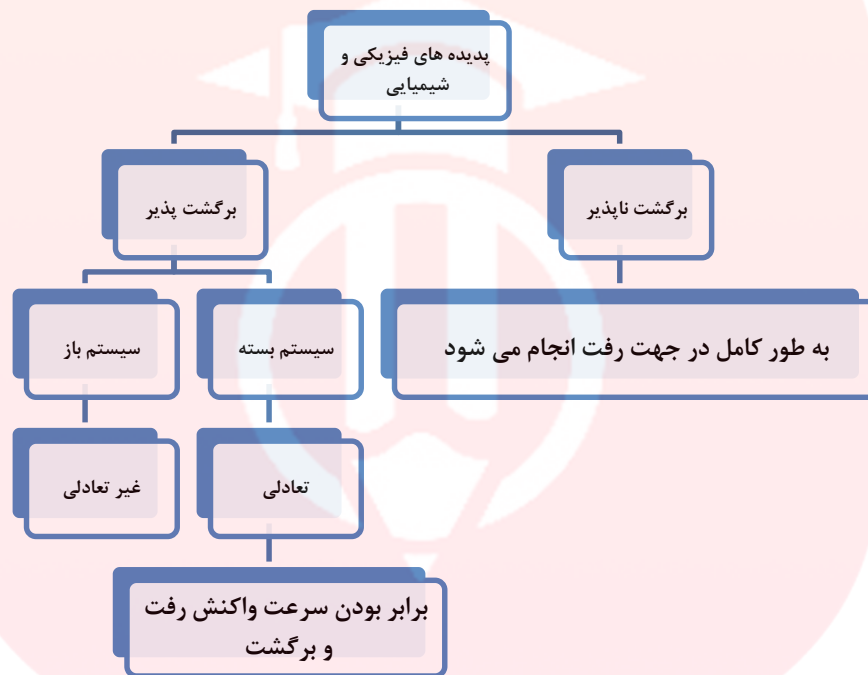 پدیده های فیزیکی و
شیمیایی
برگشت ناپذیر
برگشت پذیر
به طور کامل در جهت رفت انجام می شود
سیستم بسته
سیستم باز
تعادلی
غیر تعادلی
برابر بودن سرعت واکنش رفت
و برگشت